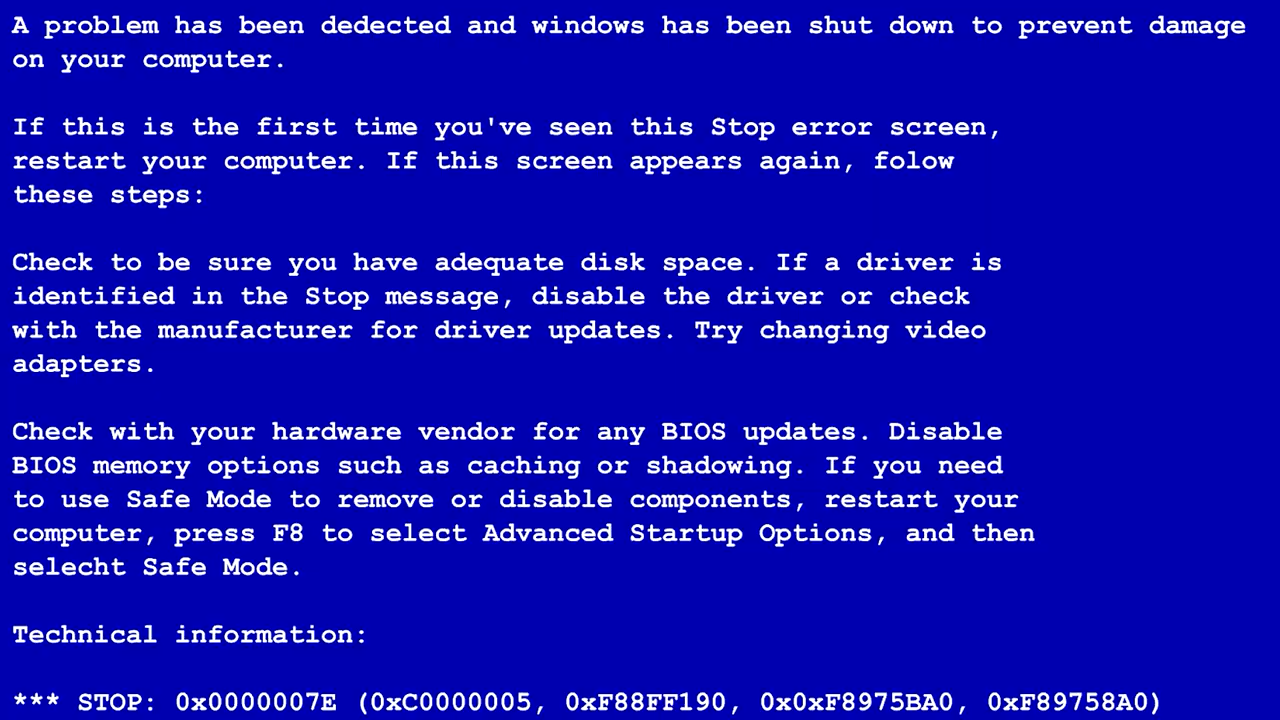 A problem has been dedected and windows has been shut down to prevent damage
on your computer.
If this is the first time you've seen this Stop error screen,
restart your computer. If this screen appears again, folow
these steps:
Check to be sure you have adequate disk space. If a driver is
identified in the Stop message, disable the driver or check
with the manufacturer for driver updates. Try changing video
adapters.
Check with your hardware vendor for any BIOS updates. Disable
BIOS memory options such as caching or shadowing. If you need
to use Safe Mode to remove or disable components, restart your
computer, press F8 to select Advanced Startup Options, and then
selecht Safe Mode.
Technical information:
*** STOP: 0x0000007E (0xC0000005, 0xF88FF190, 0x0xF8975BA0, 0xF89758A0)